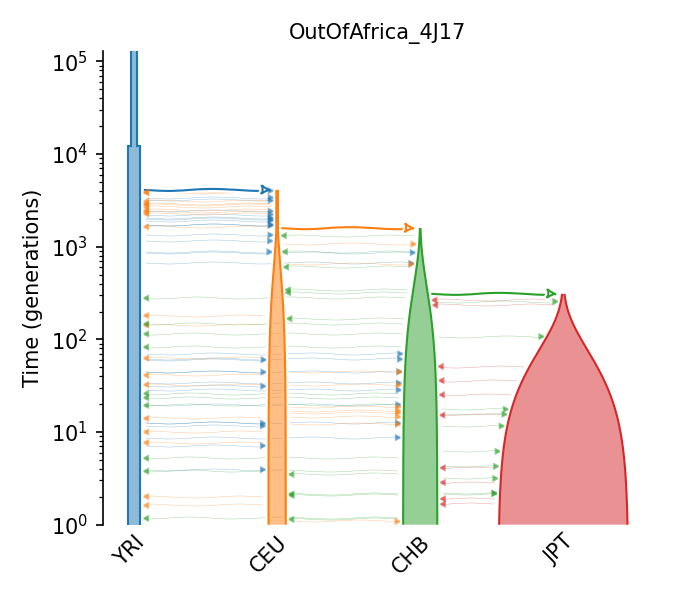 OutOfAfrica_4J17
Time (generations)
10⁵
10⁴
10³
10²
10¹
10⁰
YRI
CEU
CHB
JPT